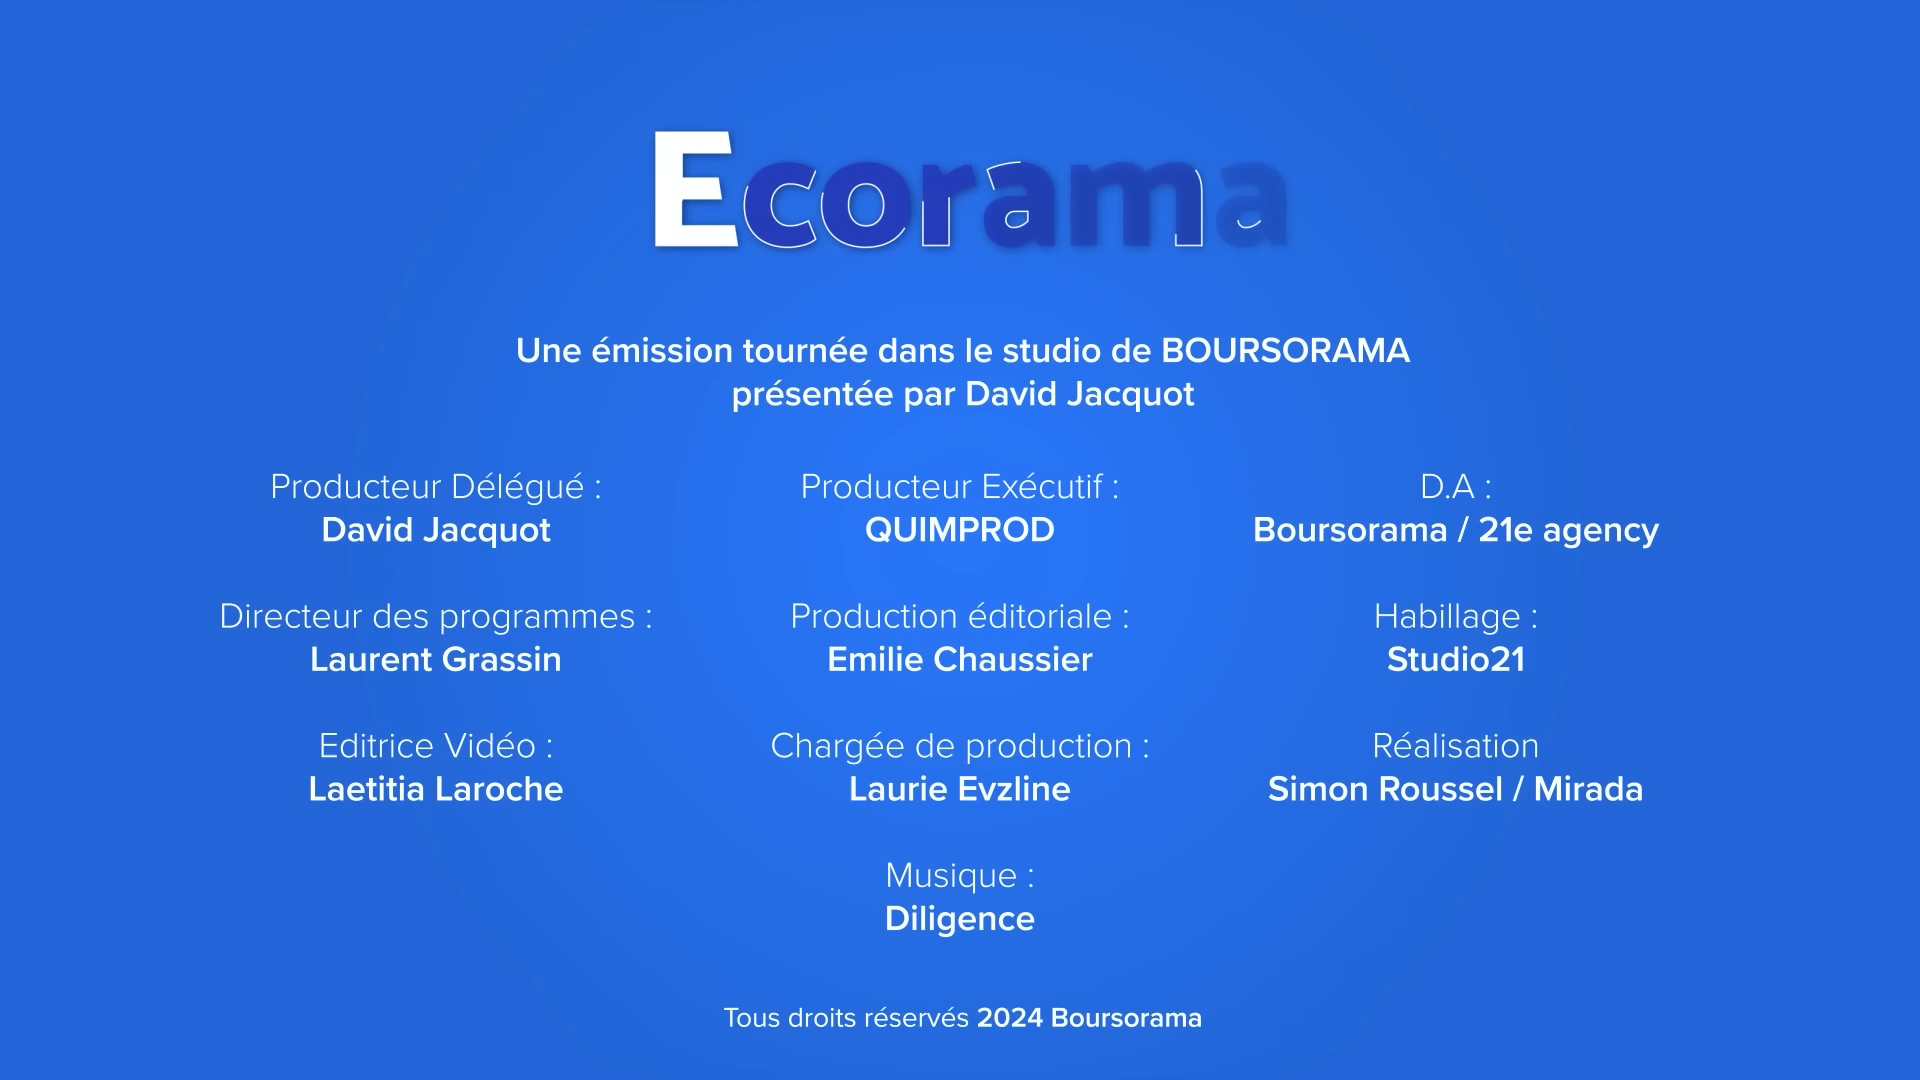 Ecorama
Une émission tournée dans le studio de BOURSORAMA
présentée par David Jacquot
Producteur Délégué :
David Jacquot
Producteur Exécutif :
QUIMPROD
D.A :
Boursorama / 21e agency
Directeur des programmes :
Laurent Grassin
Production éditoriale :
Emilie Chaussier
Habillage :
Studio21
Editrice Vidéo :
Laetitia Laroche
Chargée de production :
Laurie Evzline
Réalisation
Simon Roussel / Mirada
Musique :
Diligence
Tous droits réservés 2024 Boursorama